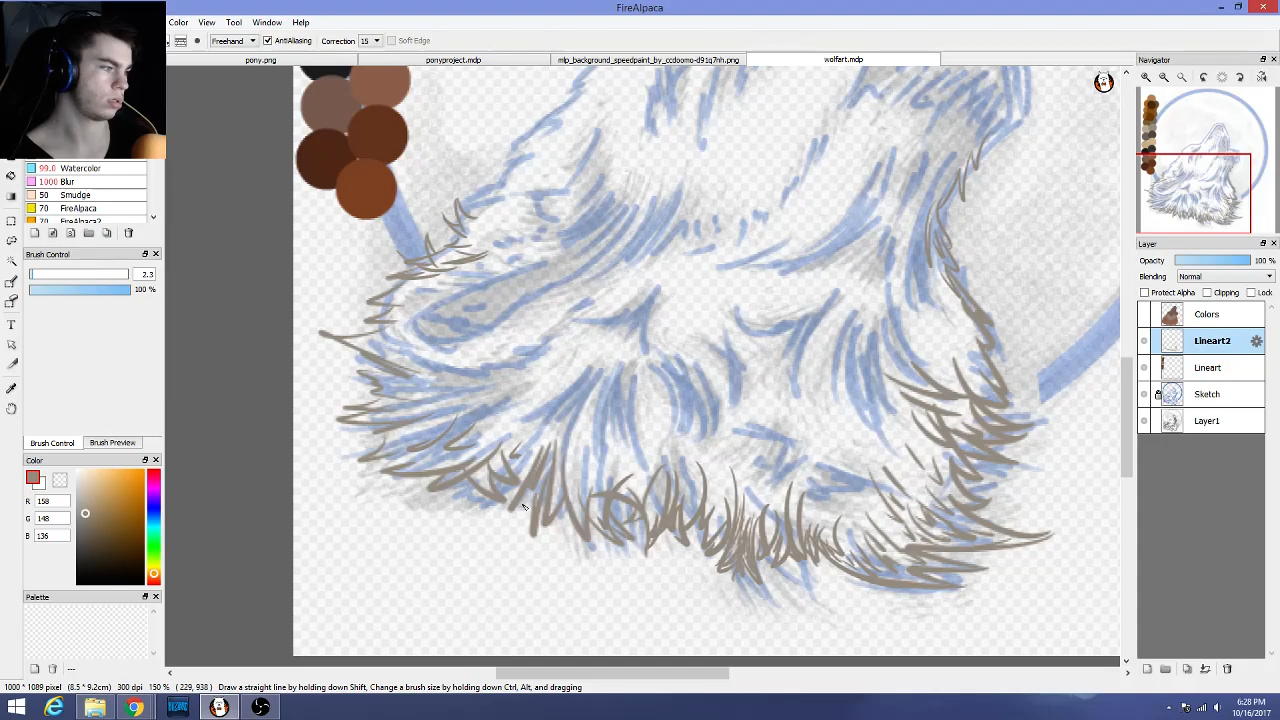 FireAlpaca
Color View Tool Window Help
Freehand AntiAliasing Correction 15 Soft Edge
pony.png ponyproject.mdp mlp_background_speedpaint_by_ccdoomo-d91q7hh.png wolfart.mdp
Navigator
99.0 Watercolor
1000 Blur
50 Smudge
70 FireAlpaca
70 FireAlpaca2
Brush Control
2.3
100 %
Layer
Opacity 100 %
Blending Normal
Protect Alpha Clipping Lock
Colors
Lineart2
Lineart
Sketch
Layer1
Brush Control Brush Preview
Color
R 158
G 148
B 136
Palette
---
1000 * 1089 pixel (8.5 * 9.2cm) 300 dpi 150 % ( 229, 938 ) Draw a straight line by holding down Shift, Change a brush size by holding down Ctrl, Alt, and dragging
6:28 PM
10/16/2017